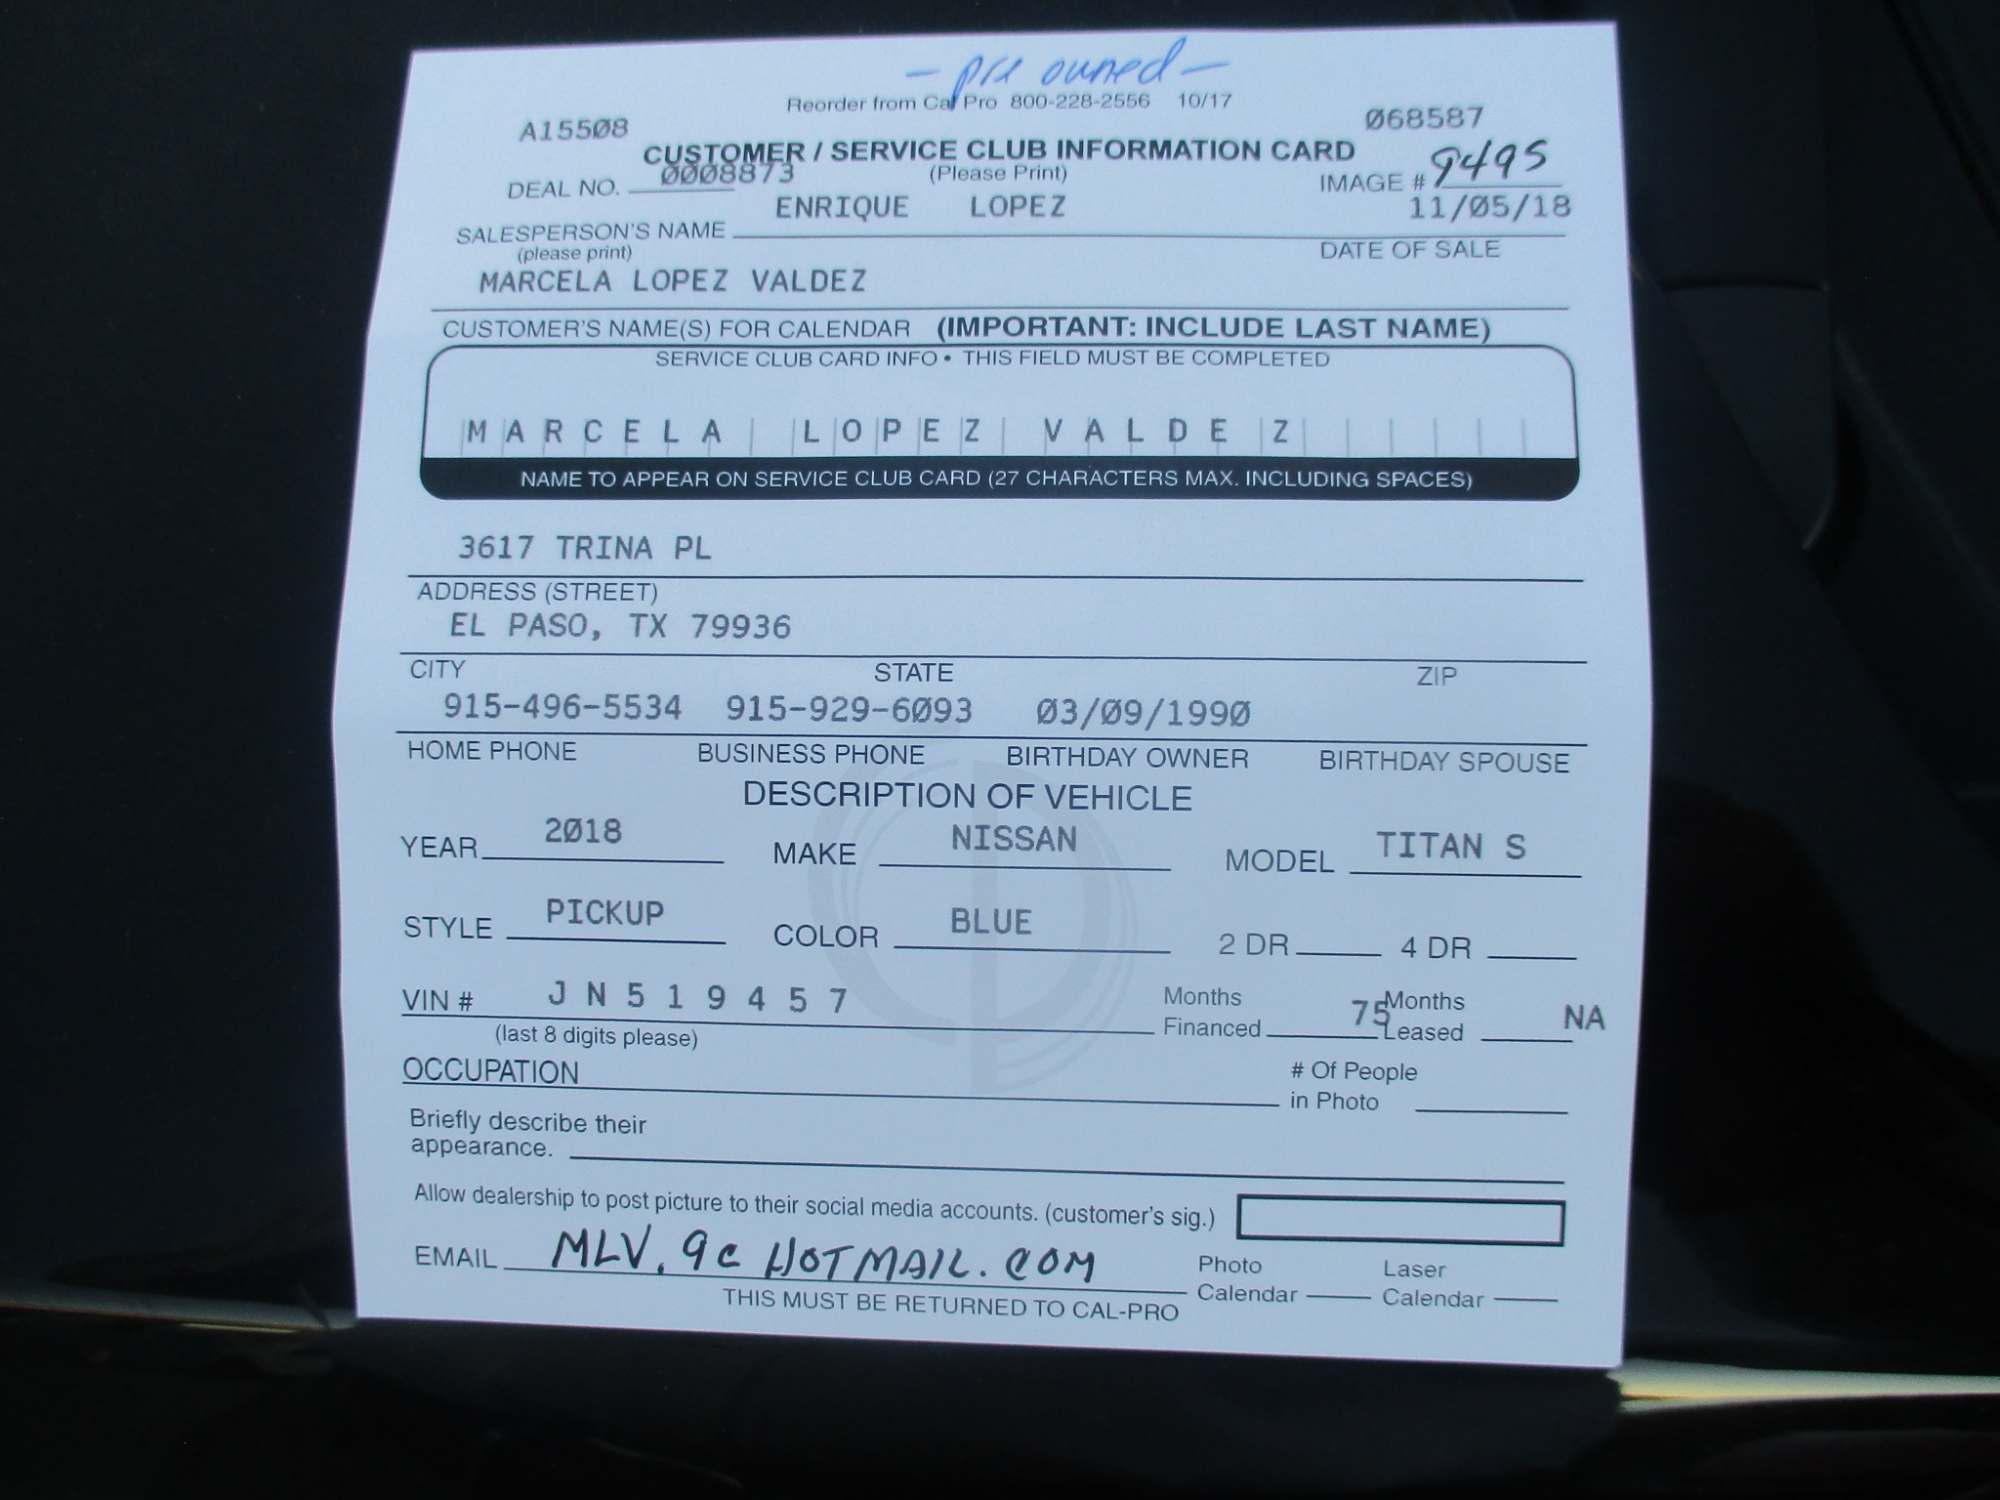 - pre owned -
Reorder from Cal Pro 800-228-2556 10/17
A15508 068587
CUSTOMER / SERVICE CLUB INFORMATION CARD
DEAL NO. 0008873 (Please Print) IMAGE # 9495
ENRIQUE LOPEZ 11/05/18
SALESPERSON'S NAME DATE OF SALE
(please print)
MARCELA LOPEZ VALDEZ
CUSTOMER'S NAME(S) FOR CALENDAR (IMPORTANT: INCLUDE LAST NAME)
SERVICE CLUB CARD INFO • THIS FIELD MUST BE COMPLETED
MARCELA LOPEZ VALDEZ
NAME TO APPEAR ON SERVICE CLUB CARD (27 CHARACTERS MAX. INCLUDING SPACES)
3617 TRINA PL
ADDRESS (STREET)
EL PASO, TX 79936
CITY STATE ZIP
915-496-5534 915-929-6093 03/09/1990
HOME PHONE BUSINESS PHONE BIRTHDAY OWNER BIRTHDAY SPOUSE
DESCRIPTION OF VEHICLE
YEAR 2018 MAKE NISSAN MODEL TITAN S
STYLE PICKUP COLOR BLUE 2 DR 4 DR
VIN # JN519457 Months Financed 75 Months Leased NA
(last 8 digits please)
OCCUPATION # Of People in Photo
Briefly describe their
appearance.
Allow dealership to post picture to their social media accounts. (customer's sig.)
EMAIL MLV.9c HOTMAIL.COM Photo Calendar Laser Calendar
THIS MUST BE RETURNED TO CAL-PRO